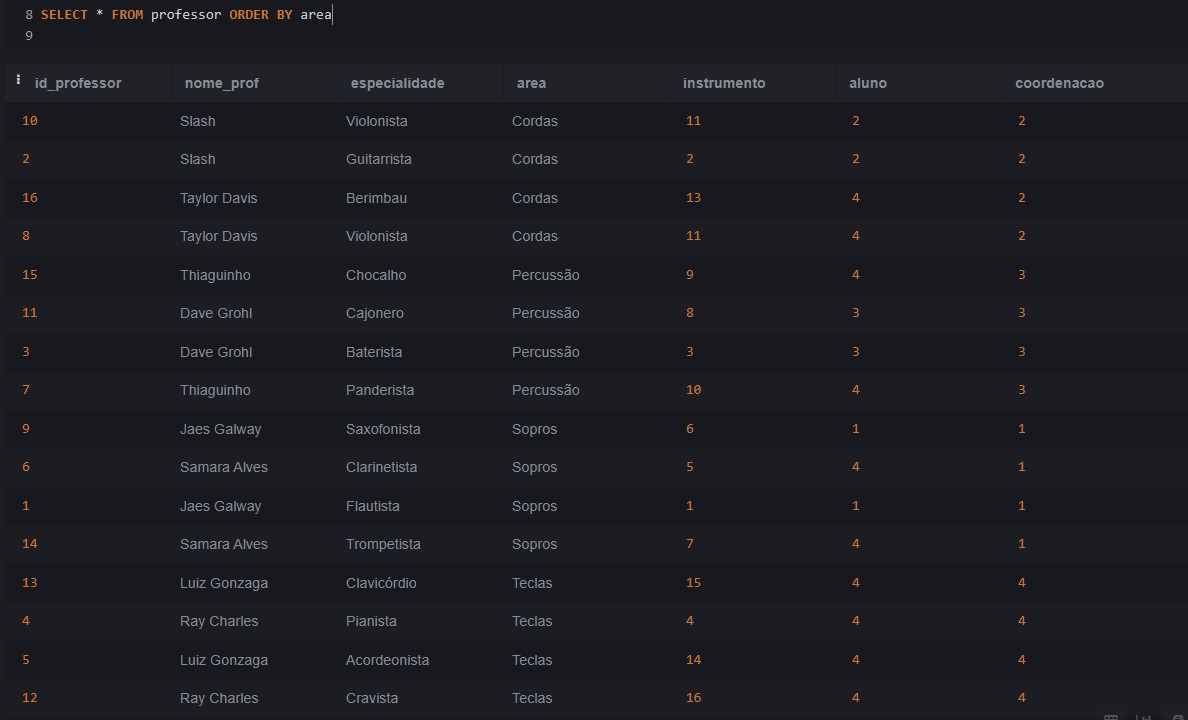 8 SELECT * FROM professor ORDER BY area
9
id_professor nome_prof especialidade area instrumento aluno coordenacao
10 Slash Violonista Cordas 11 2 2
2 Slash Guitarrista Cordas 2 2 2
16 Taylor Davis Berimbau Cordas 13 4 2
8 Taylor Davis Violonista Cordas 11 4 2
15 Thiaguinho Chocalho Percussão 9 4 3
11 Dave Grohl Cajonero Percussão 8 3 3
3 Dave Grohl Baterista Percussão 3 3 3
7 Thiaguinho Panderista Percussão 10 4 3
9 Jaes Galway Saxofonista Sopros 6 1 1
6 Samara Alves Clarinetista Sopros 5 4 1
1 Jaes Galway Flautista Sopros 1 1 1
14 Samara Alves Trompetista Sopros 7 4 1
13 Luiz Gonzaga Clavicórdio Teclas 15 4 4
4 Ray Charles Pianista Teclas 4 4 4
5 Luiz Gonzaga Acordeonista Teclas 14 4 4
12 Ray Charles Cravista Teclas 16 4 4